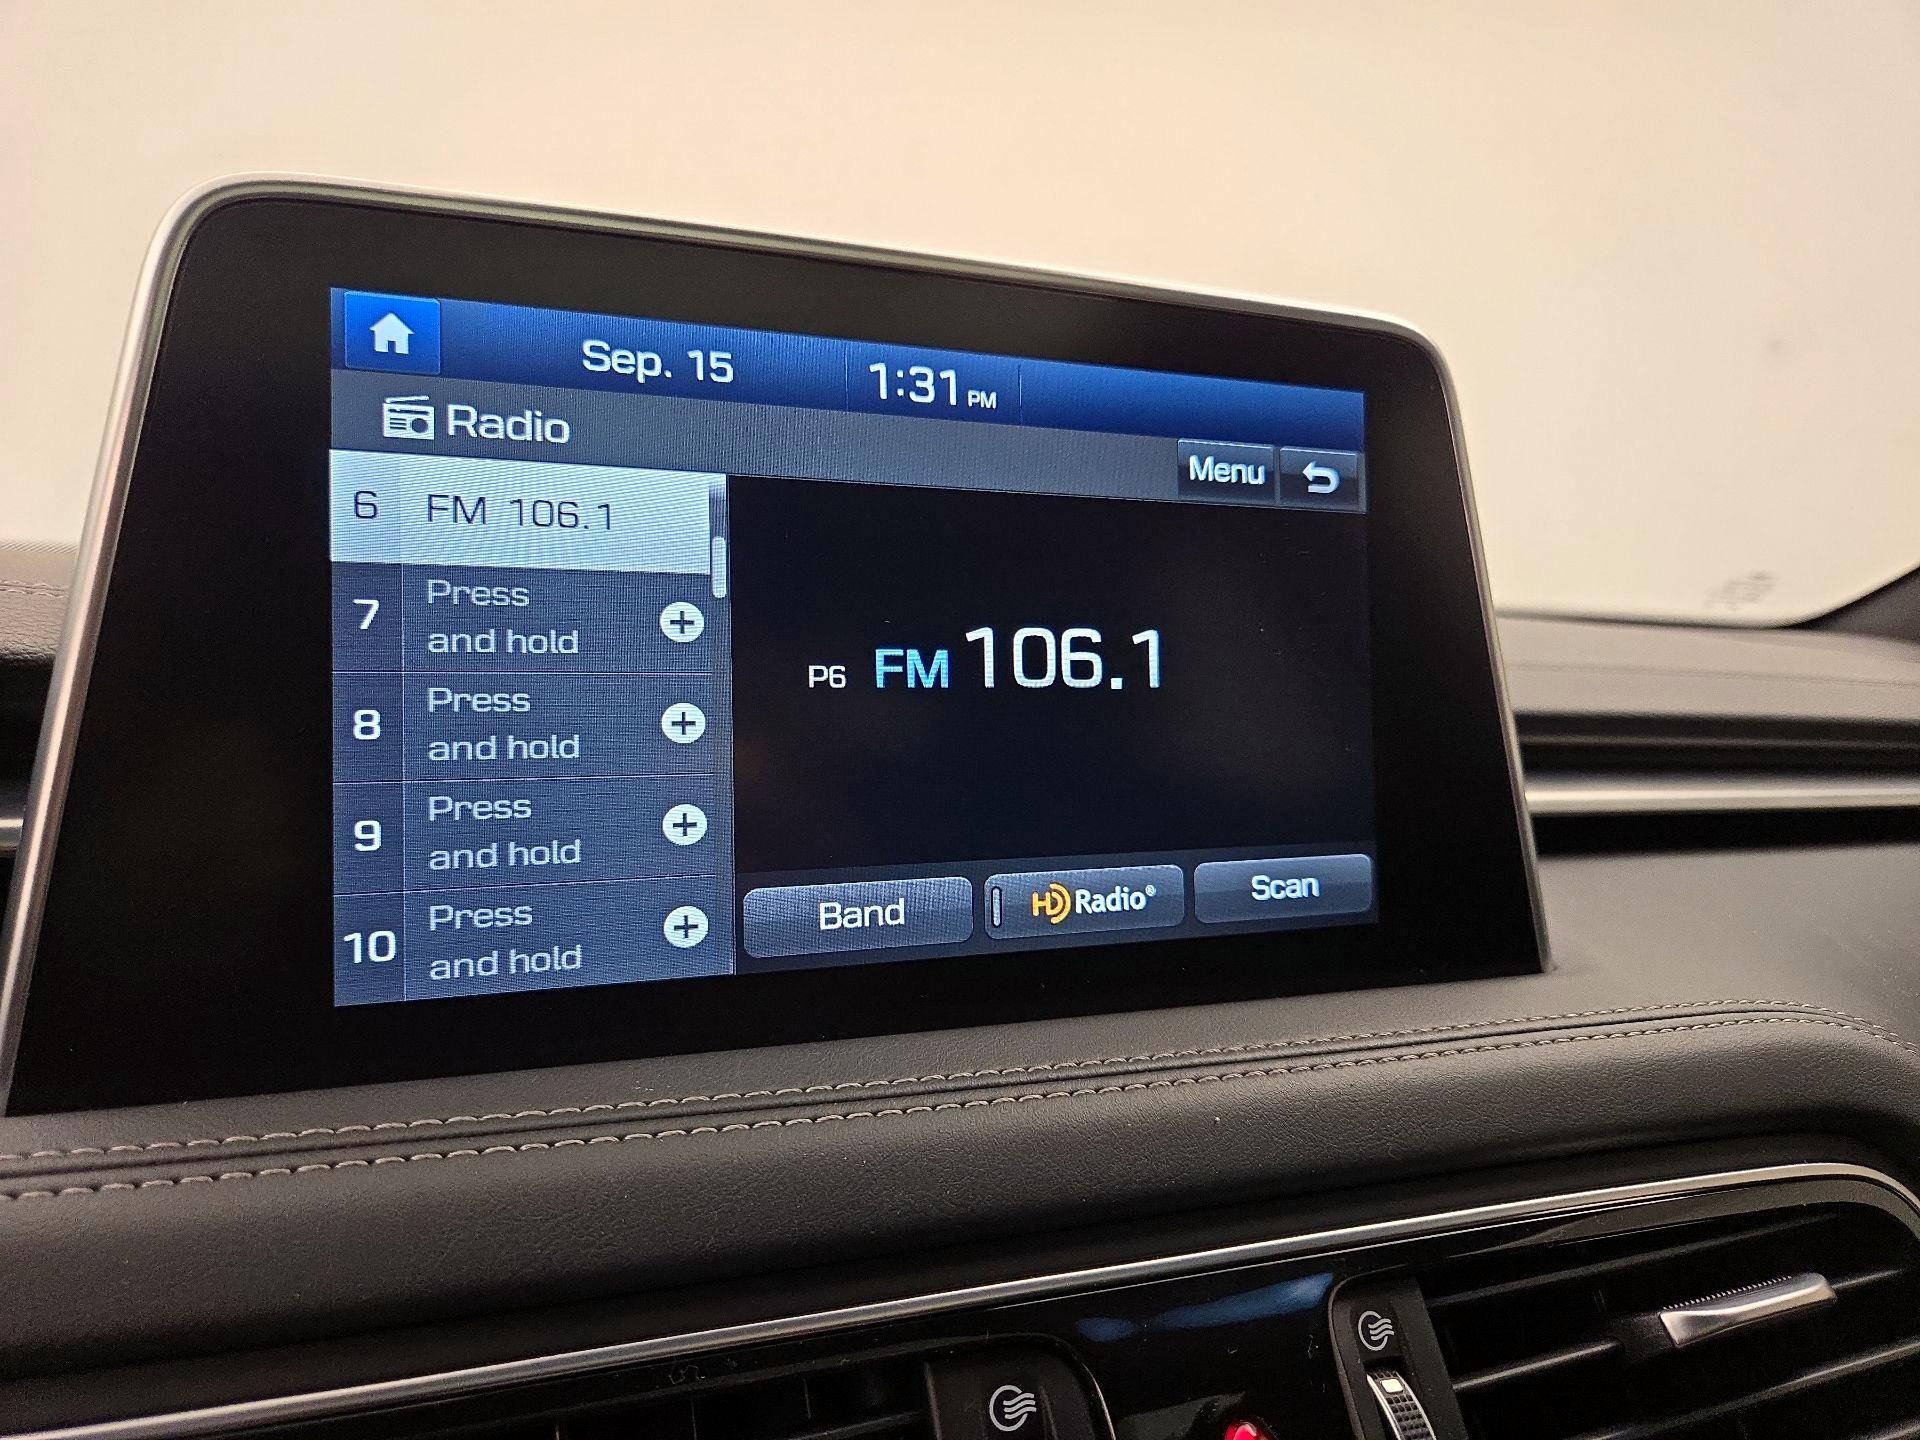 Sep. 15
1:31 PM
Radio
Menu
6 FM 106.1
7 Press
and hold
8 Press
and hold
9 Press
and hold
10 Press
and hold
P6 FM 106.1
Band
HD Radio®
Scan